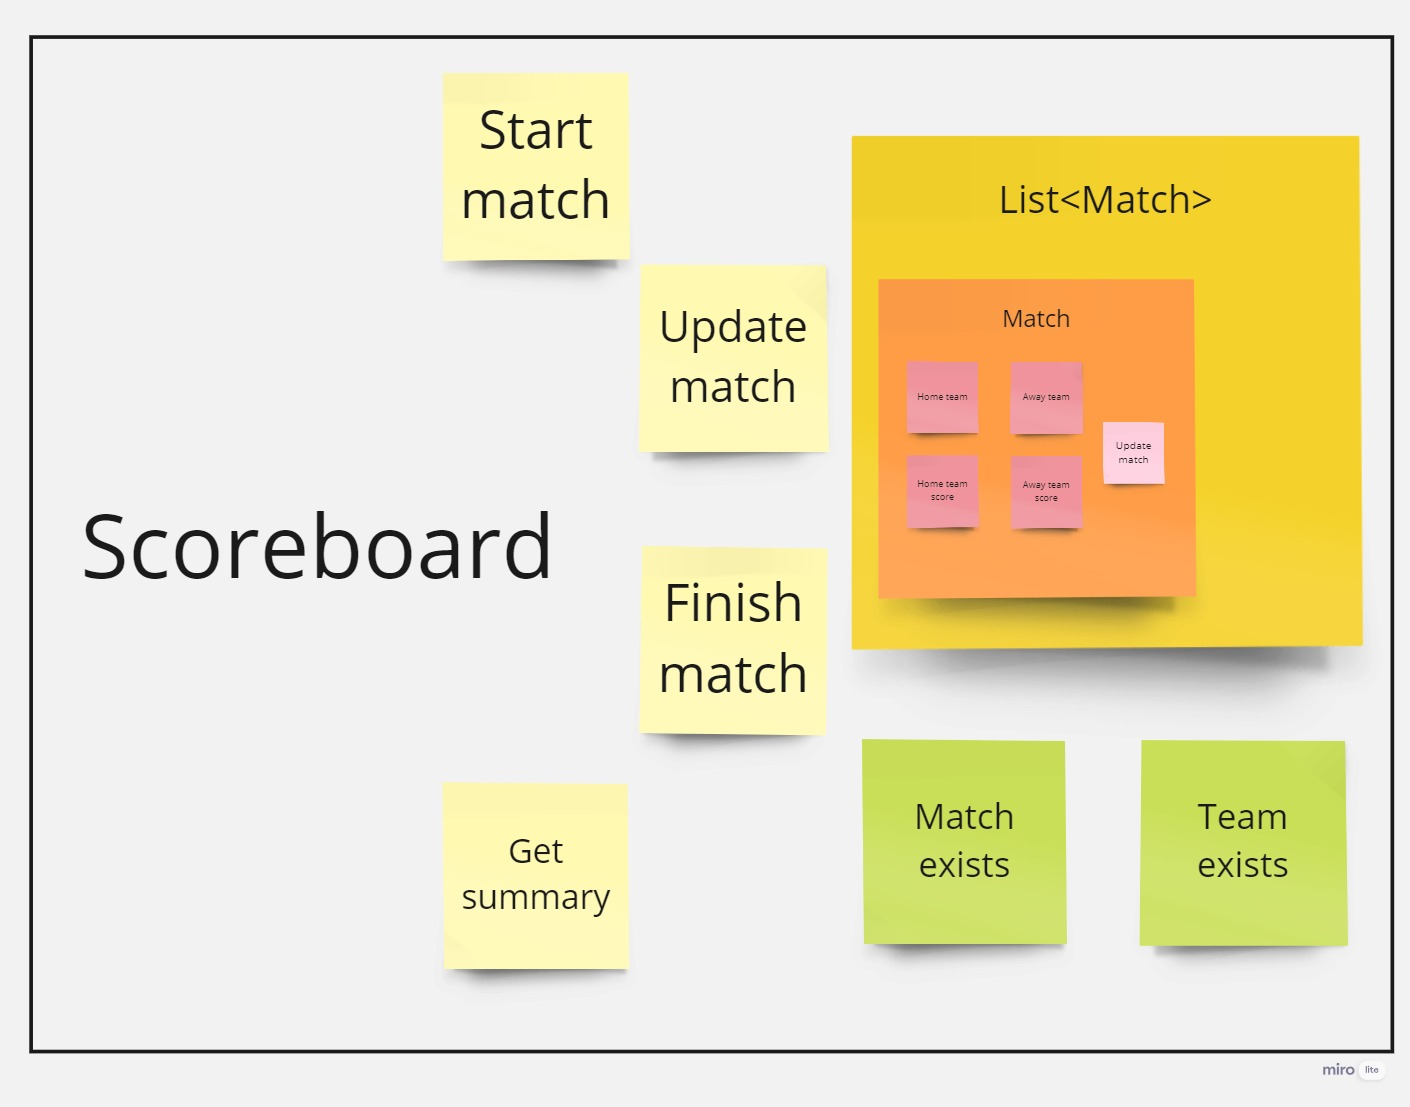 Start
match
Update
match
List<Match>
Match
Home team
Away team
Update
match
Home team
score
Away team
score
Scoreboard
Finish
match
Get
summary
Match
exists
Team
exists
miro lite